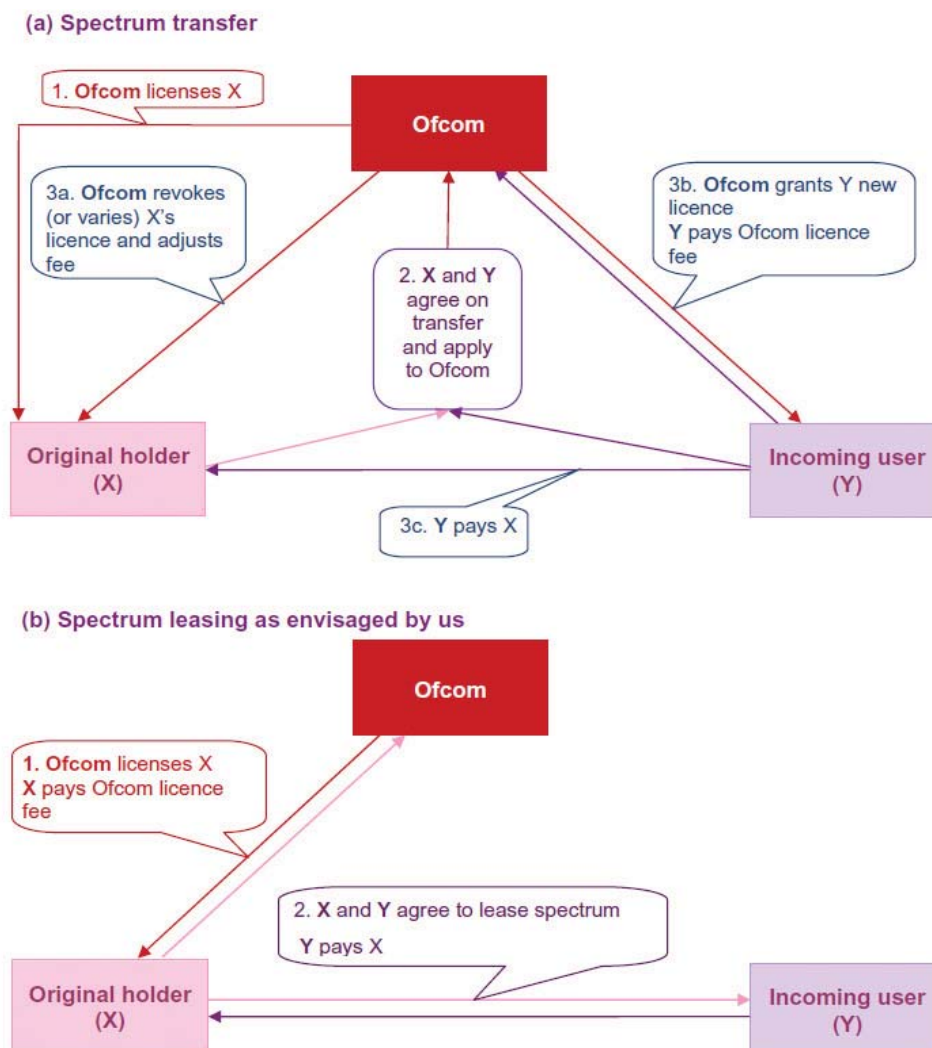 (a) Spectrum transfer
1. Ofcom licenses X
Ofcom
3a. Ofcom revokes
(or varies) X's
licence and adjusts
fee
3b. Ofcom grants Y new
licence
Y pays Ofcom licence
fee
2. X and Y
agree on
transfer
and apply
to Ofcom
Original holder
(X)
Incoming user
(Y)
3c. Y pays X
(b) Spectrum leasing as envisaged by us
Ofcom
1. Ofcom licenses X
X pays Ofcom licence
fee
2. X and Y agree to lease spectrum
Y pays X
Original holder
(X)
Incoming user
(Y)